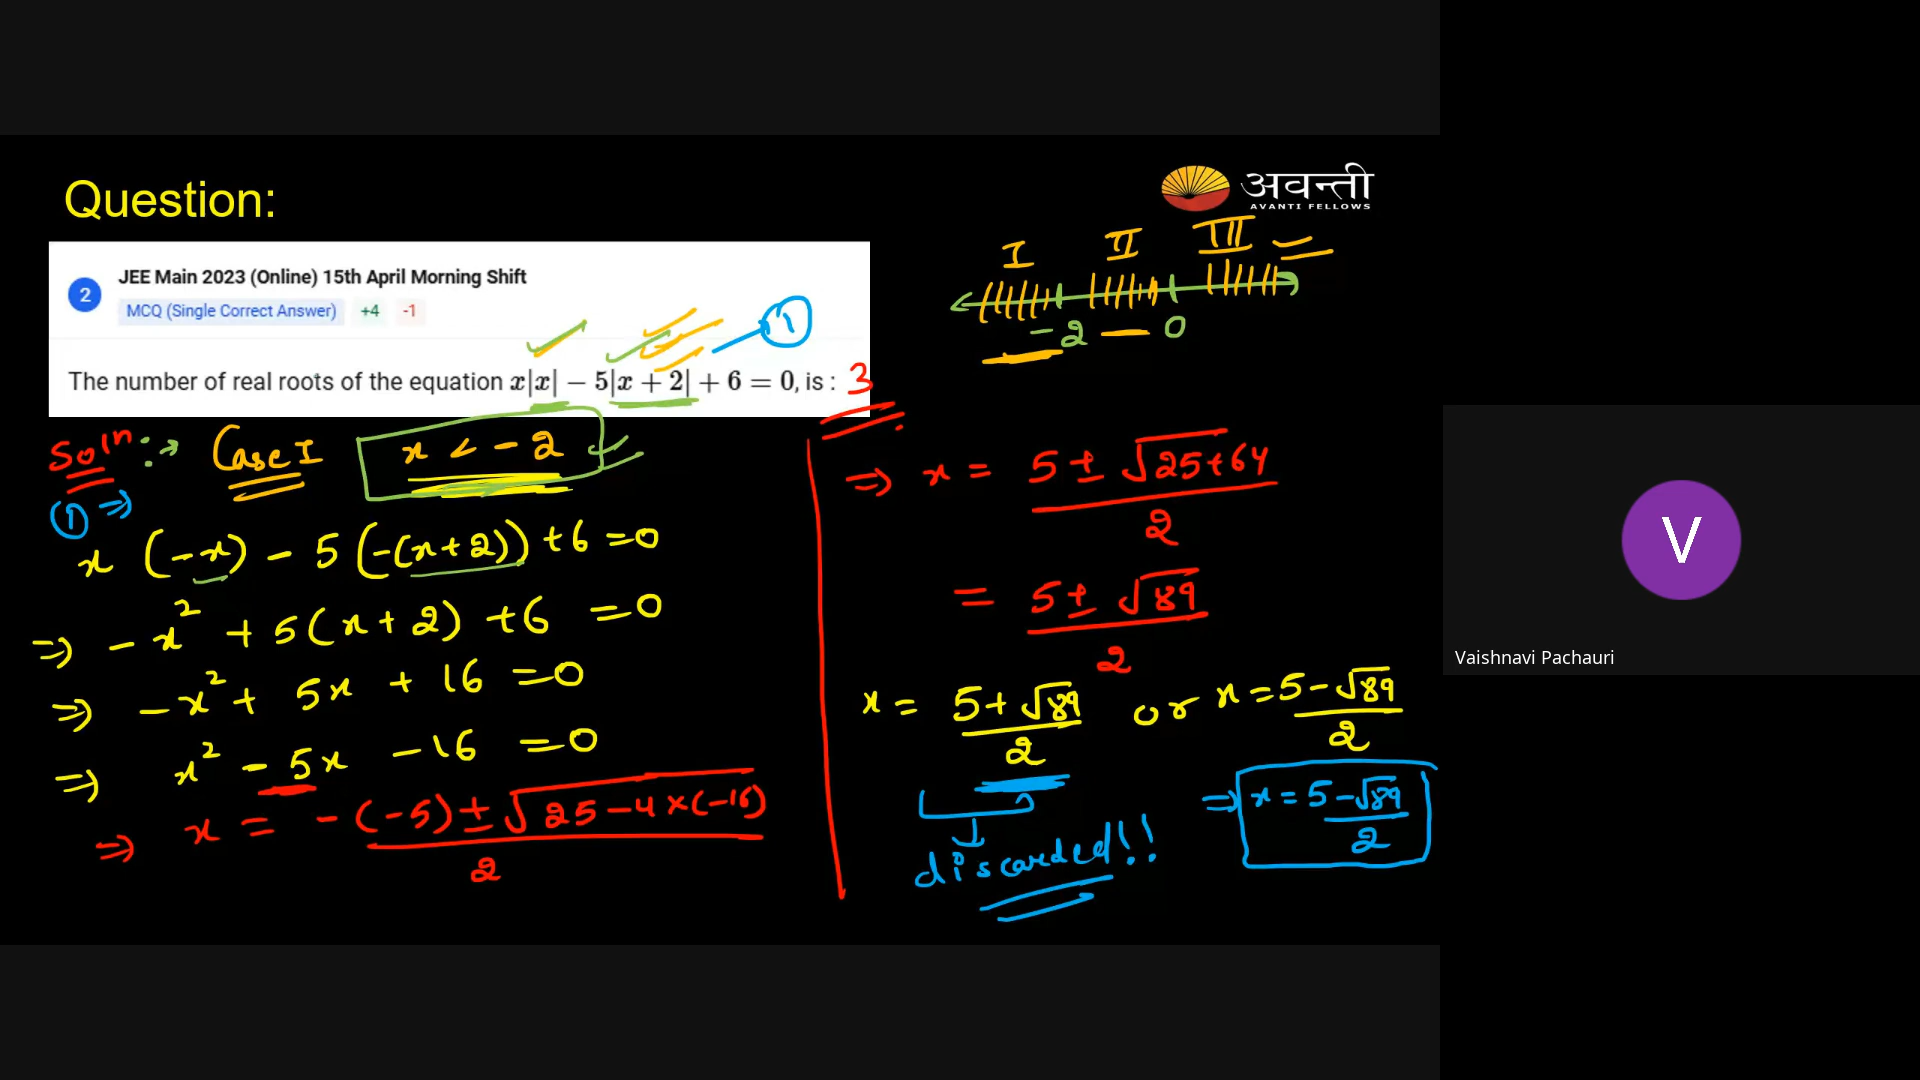 Question:
अवन्ती
AVANTI FELLOWS
I II III
-2 0
2
JEE Main 2023 (Online) 15th April Morning Shift
MCQ (Single Correct Answer) +4 -1
1
The number of real roots of the equation x|x| − 5|x + 2| + 6 = 0, is : 3
Soln :→ Case I x < -2
① ⇒
x (-x) - 5 (-(x+2)) + 6 = 0
⇒ -x² + 5(x+2) + 6 = 0
⇒ -x² + 5x + 16 = 0
⇒ x² - 5x - 16 = 0
⇒ x = -(-5) ± √25-4×(-16) / 2
⇒ x = 5 ± √25+64 / 2
= 5 ± √89 / 2
x = 5+√89 / 2 or x = 5-√89 / 2
discarded!!
⇒ x = 5-√89 / 2
V
Vaishnavi Pachauri